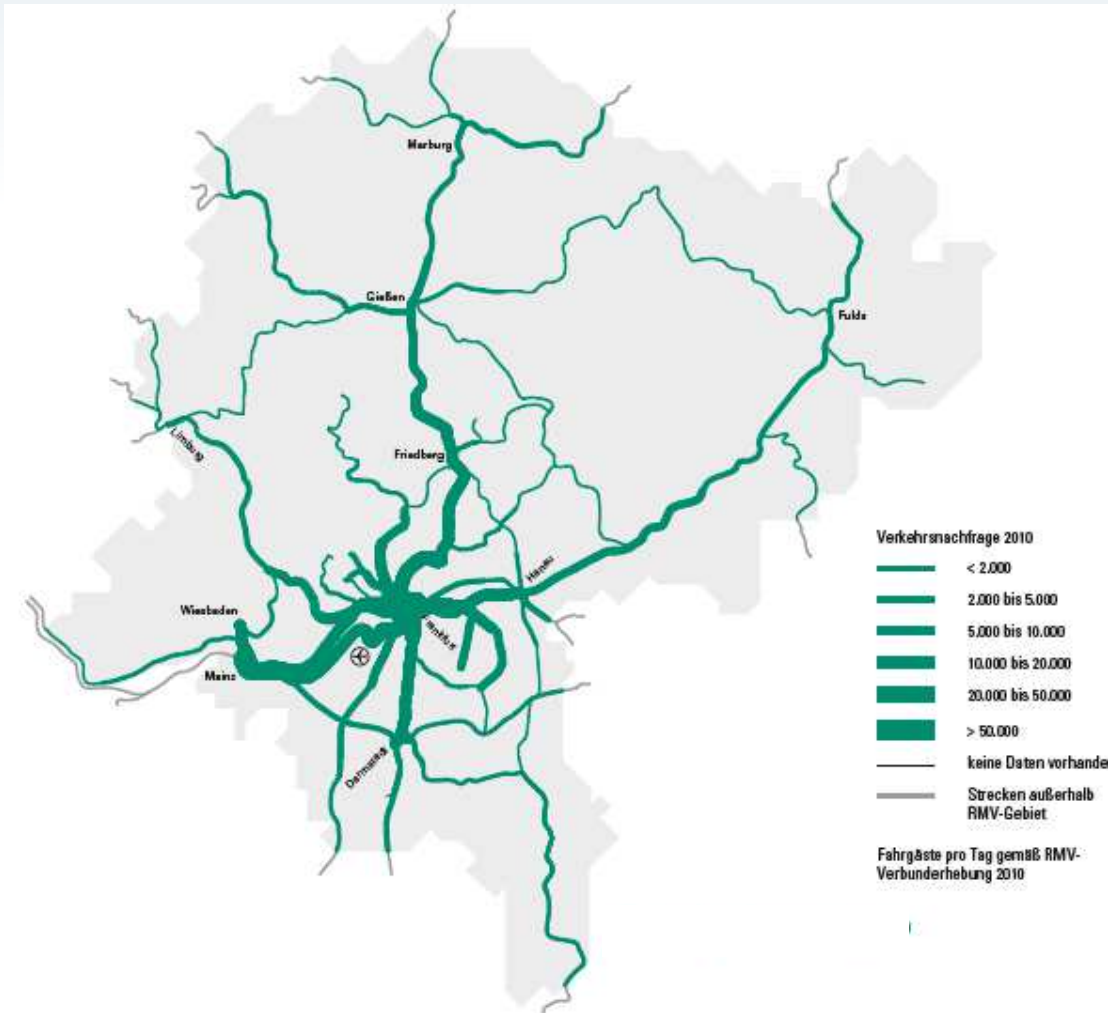 Marburg
Gießen
Fulda
Limburg
Friedberg
Hanau
Wiesbaden
Frankfurt
Mainz
Darmstadt
Verkehrsnachfrage 2010
< 2.000
2.000 bis 5.000
5.000 bis 10.000
10.000 bis 20.000
20.000 bis 50.000
> 50.000
keine Daten vorhande
Strecken außerhalb
RMV-Gebiet
Fahrgäste pro Tag gemäß RMV-
Verbunderhebung 2010